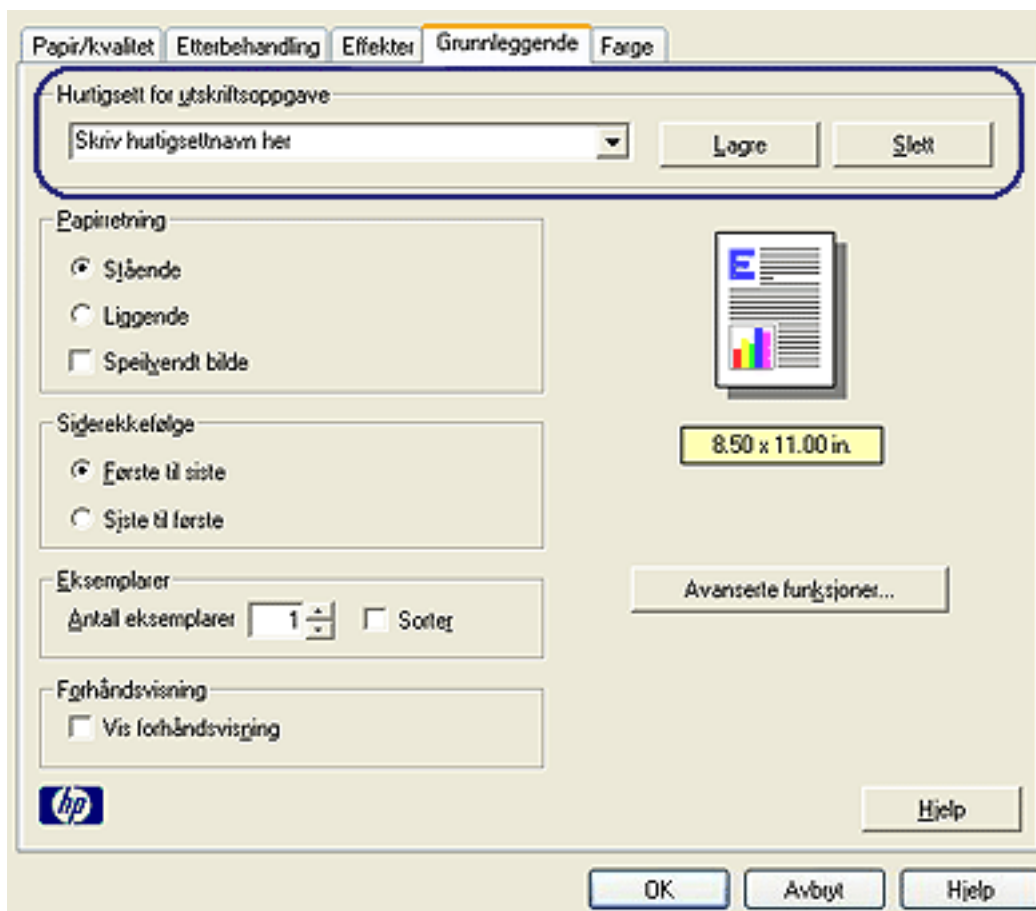 Papir/kvalitet Etterbehandling Effekter Grunnleggende Farge
Hurtigsett for utskriftsoppgave
Skriv hurtigsettnavn her Lagre Slett
Papirretning
Stående
Liggende
Speilvendt bilde
E
8.50 x 11.00 in.
Siderekkefølge
Første til siste
Siste til første
Eksemplarer
Antall eksemplarer 1 Sorter
Avanserte funksjoner...
Forhåndsvisning
Vis forhåndsvisning
hp
Hjelp
OK Avbryt Hjelp